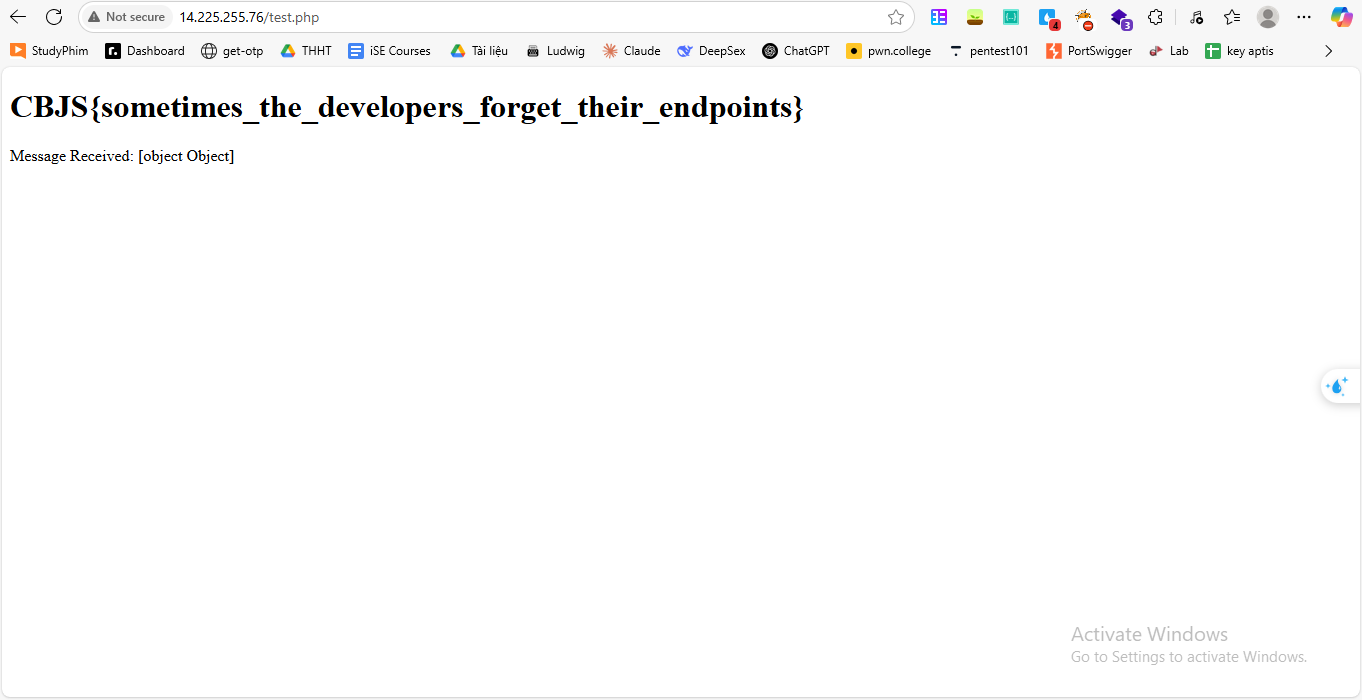 Not secure 14.225.255.76/test.php
4 3
StudyPhim Dashboard get-otp THHT iSE Courses Tài liệu Ludwig Claude DeepSex ChatGPT pwn.college pentest101 PortSwigger Lab key aptis
CBJS{sometimes_the_developers_forget_their_endpoints}
Message Received: [object Object]
Activate Windows
Go to Settings to activate Windows.